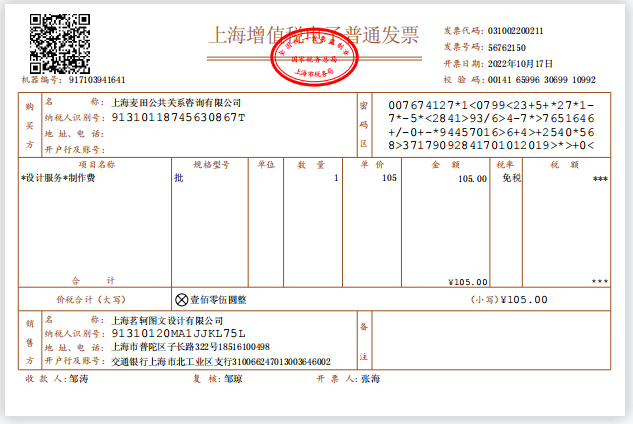 上海增值税电子普通发票
全国统一发票监制章
国家税务总局
上海市税务局
发票代码: 031002200211
发票号码: 56762150
开票日期: 2022年10月17日
校 验 码: 00141 65996 30699 10992
机器编号: 917103941641
购买方
名 称: 上海麦田公共关系咨询有限公司
纳税人识别号: 91310118745630867T
地 址、电 话:
开户行及账号:
密码区
007674127*1<0799<23+5+*27*1-
7*-5*<2841>93/6>4-7*>7651646
+/-0+-*94457016>6+4>+2540*56
8>3717909284170101 2019>*>+0<
项目名称 规格型号 单位 数 量 单 价 金 额 税率 税 额
*设计服务*制作费 批 1 105 105.00 免税 ***
合 计 ¥105.00 ***
价税合计（大写） ⊗壹佰零伍圆整 （小写）¥105.00
销售方
名 称: 上海茗轲图文设计有限公司
纳税人识别号: 91310120MA1JJKL75L
地 址、电 话: 上海市普陀区子长路322号18516100498
开户行及账号: 交通银行上海市北工业区支行310066247013003646002
备注
收 款 人: 邹涛 复 核: 邹琼 开 票 人: 张海